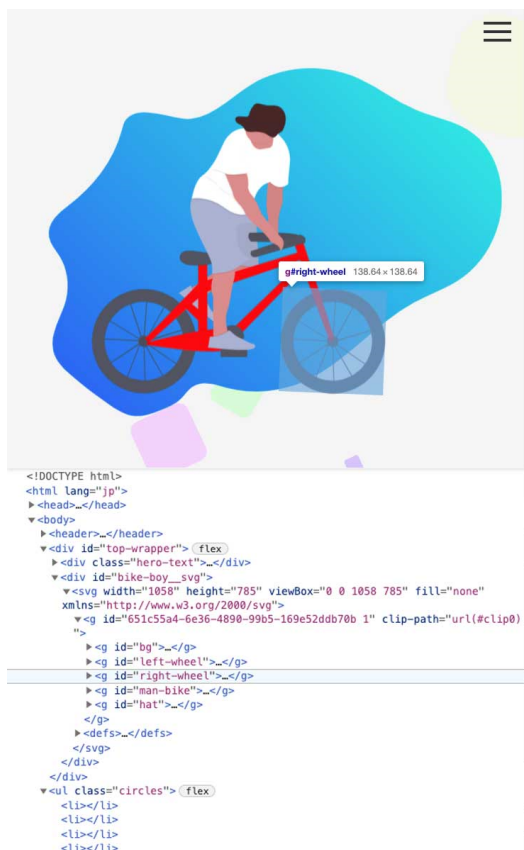 g#right-wheel 138.64 × 138.64
<!DOCTYPE html>
<html lang="jp">
▶<head>…</head>
▼<body>
▶<header>…</header>
▼<div id="top-wrapper"> flex
▶<div class="hero-text">…</div>
▼<div id="bike-boy__svg">
▼<svg width="1058" height="785" viewBox="0 0 1058 785" fill="none"
xmlns="http://www.w3.org/2000/svg">
▼<g id="651c55a4-6e36-4890-99b5-169e52ddb70b 1" clip-path="url(#clip0)
">
▶<g id="bg">…</g>
▶<g id="left-wheel">…</g>
▶<g id="right-wheel">…</g>
▶<g id="man-bike">…</g>
▶<g id="hat">…</g>
</g>
▶<defs>…</defs>
</svg>
</div>
</div>
▼<ul class="circles"> flex
<li></li>
<li></li>
<li></li>
<li></li>